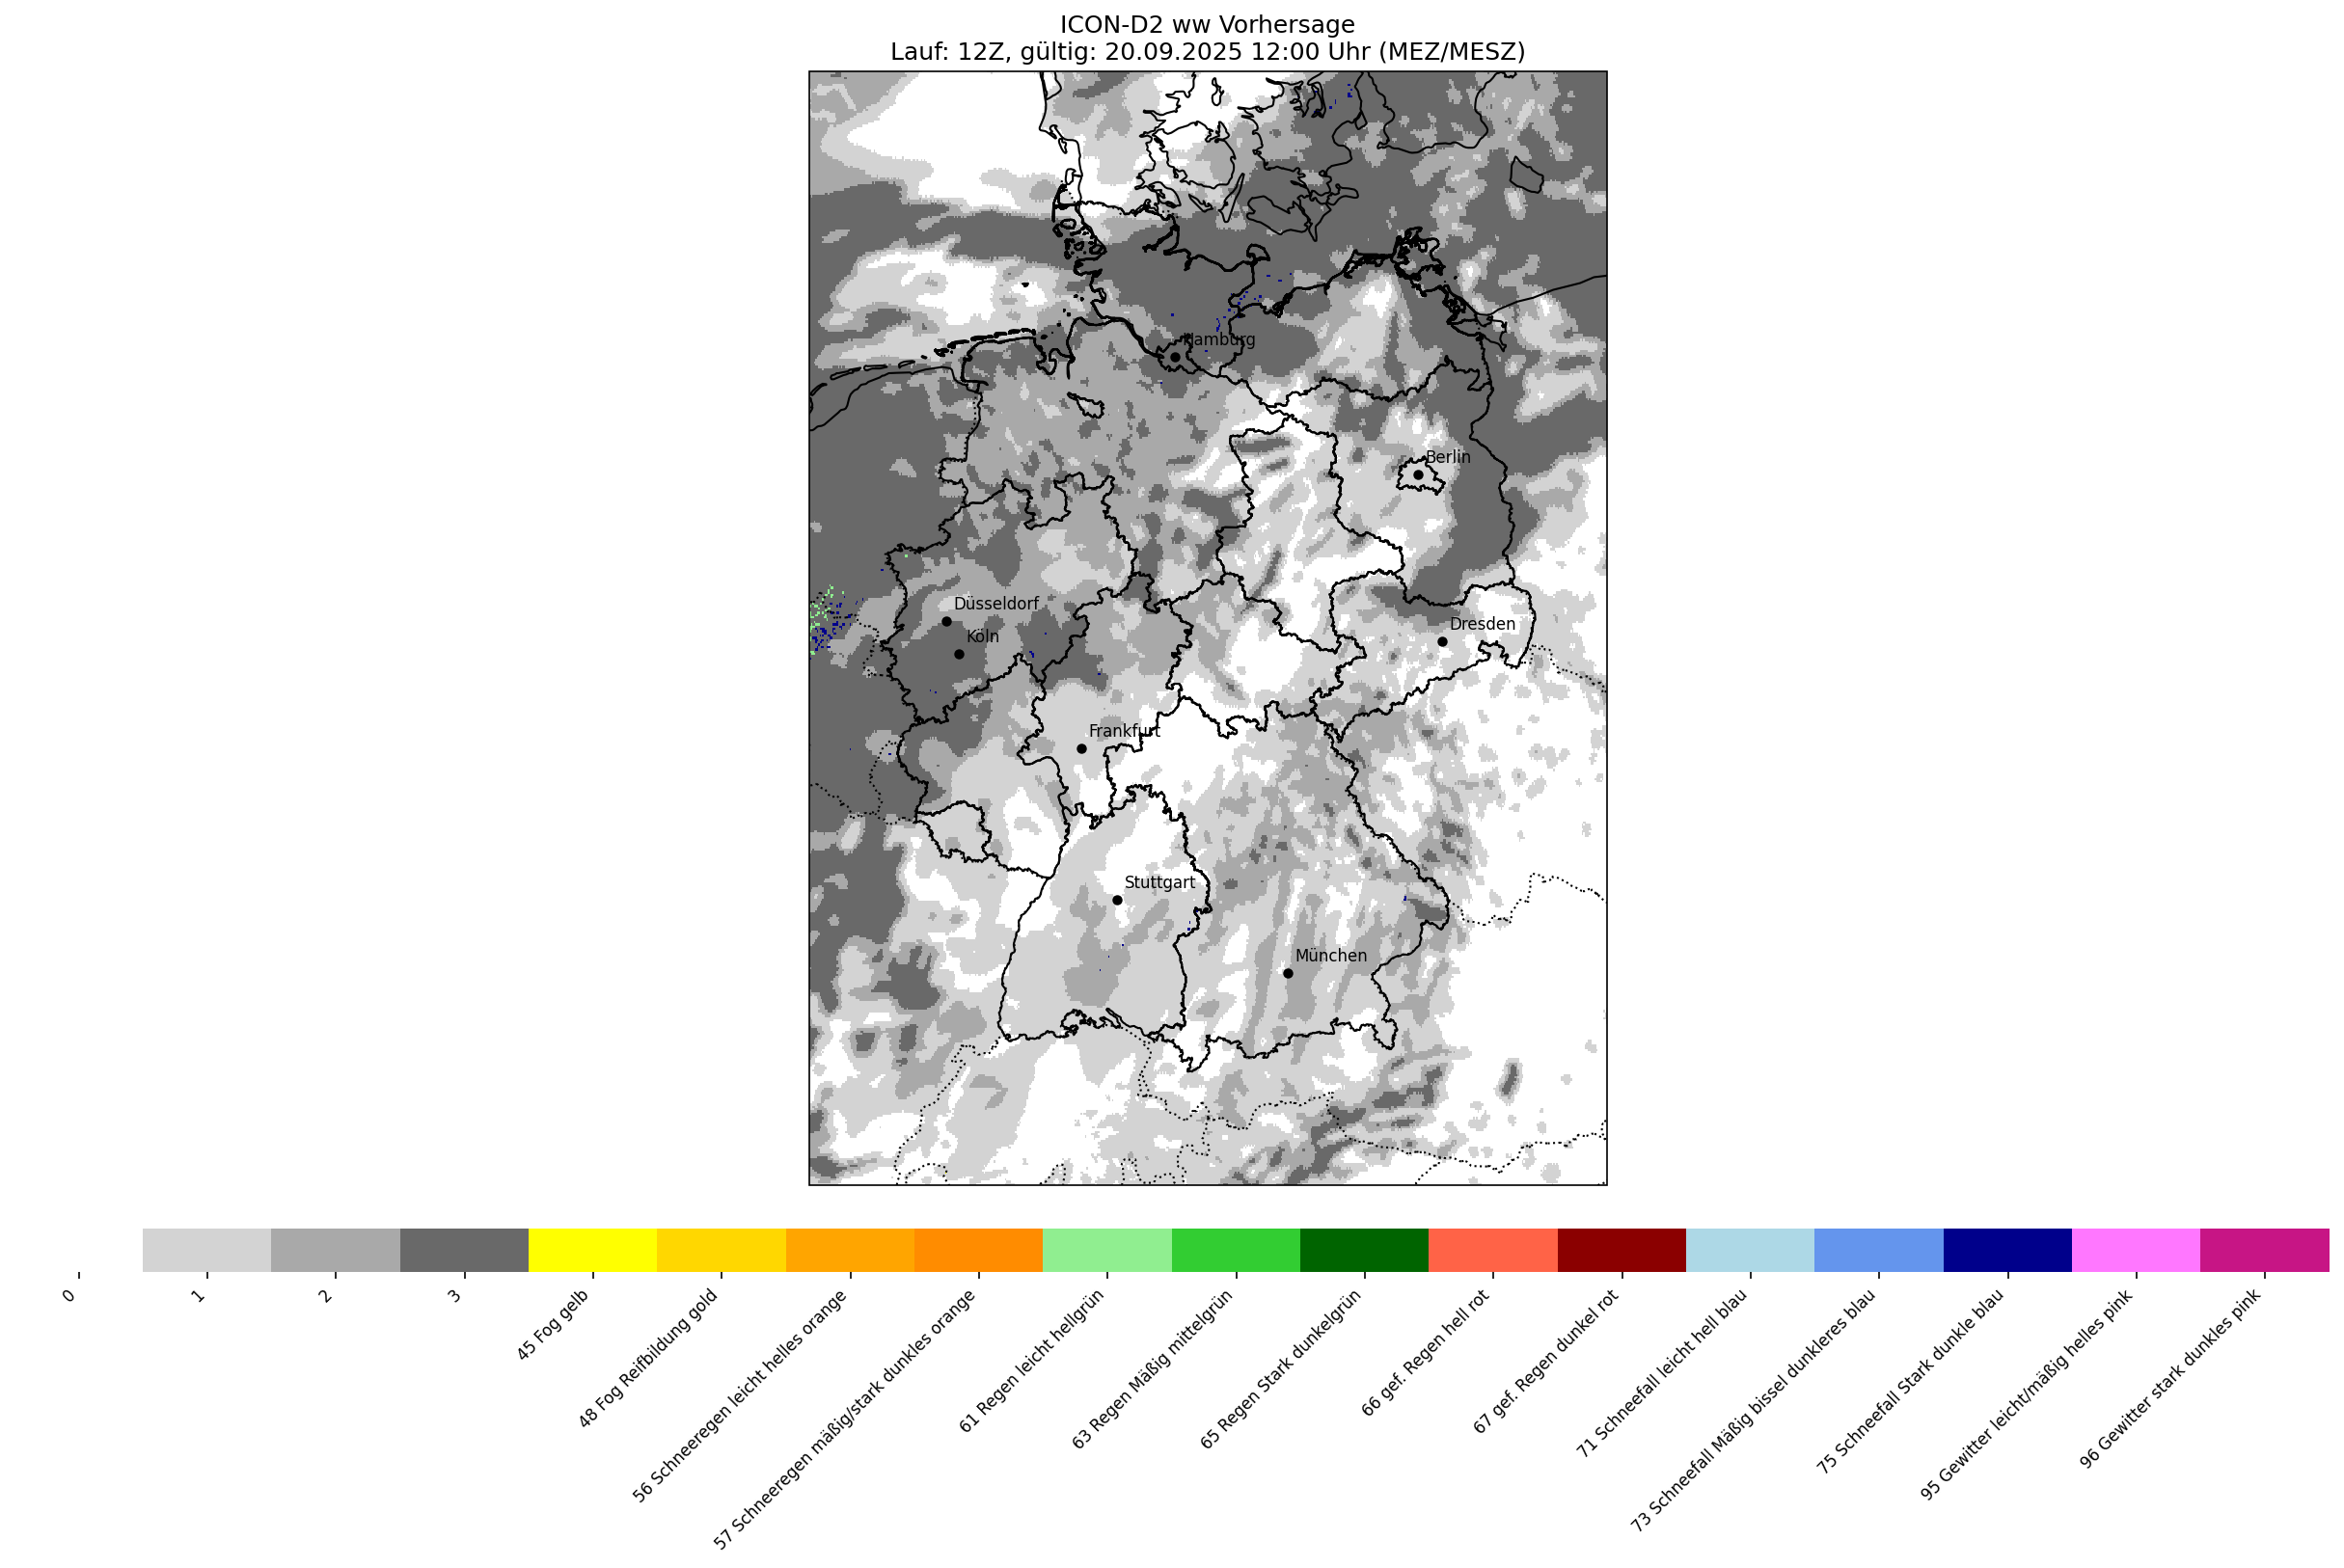 ICON-D2 ww Vorhersage
Lauf: 12Z, gültig: 20.09.2025 12:00 Uhr (MEZ/MESZ)
Hamburg
Berlin
Düsseldorf
Köln
Dresden
Frankfurt
Stuttgart
München
0
1
2
3
45 Fog gelb
48 Fog Reifbildung gold
56 Schneeregen leicht helles orange
57 Schneeregen mäßig/stark dunkles orange
61 Regen leicht hellgrün
63 Regen Mäßig mittelgrün
65 Regen Stark dunkelgrün
66 gef. Regen hell rot
67 gef. Regen dunkel rot
71 Schneefall leicht hell blau
73 Schneefall Mäßig bissel dunkleres blau
75 Schneefall Stark dunkle blau
95 Gewitter leicht/mäßig helles pink
96 Gewitter stark dunkles pink